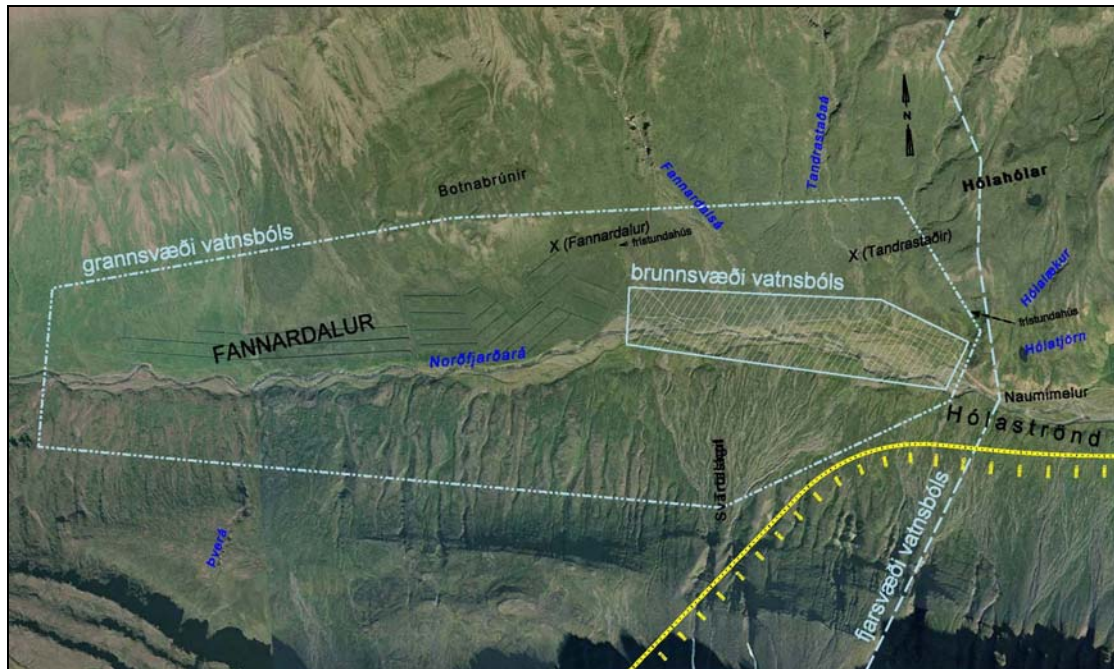 Botnabrúnir
Fannardalsá
Tandrastaðaá
N
Hólahólar
grannsvæði vatnsbóls
X (Fannardalur)
frístundahús
X (Tandrastaðir)
brunnsvæði vatnsbóls
Hólalækur
frístundahús
Hólatjörn
FANNARDALUR
Norðfjarðará
Naumimelur
Hólaströnd
Þverá
fjarsvæði vatnsbóls